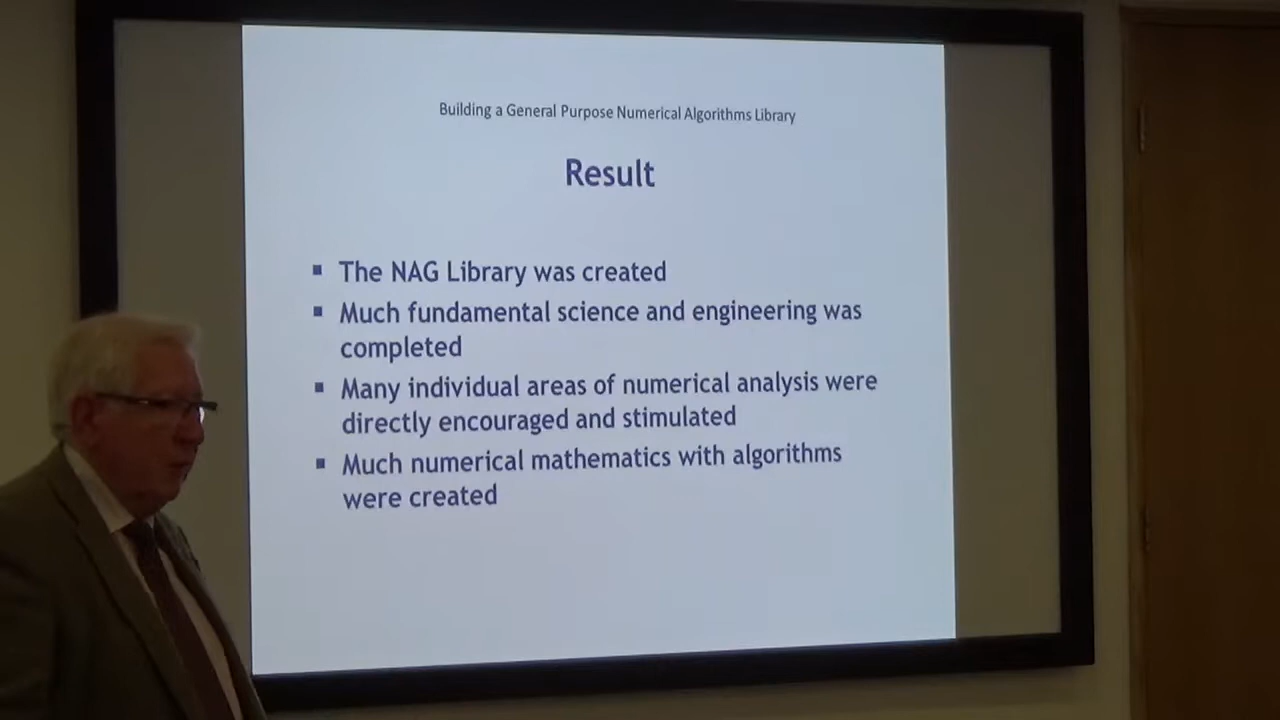 Building a General Purpose Numerical Algorithms Library
Result
▪ The NAG Library was created
▪ Much fundamental science and engineering was
completed
▪ Many individual areas of numerical analysis were
directly encouraged and stimulated
▪ Much numerical mathematics with algorithms
were created